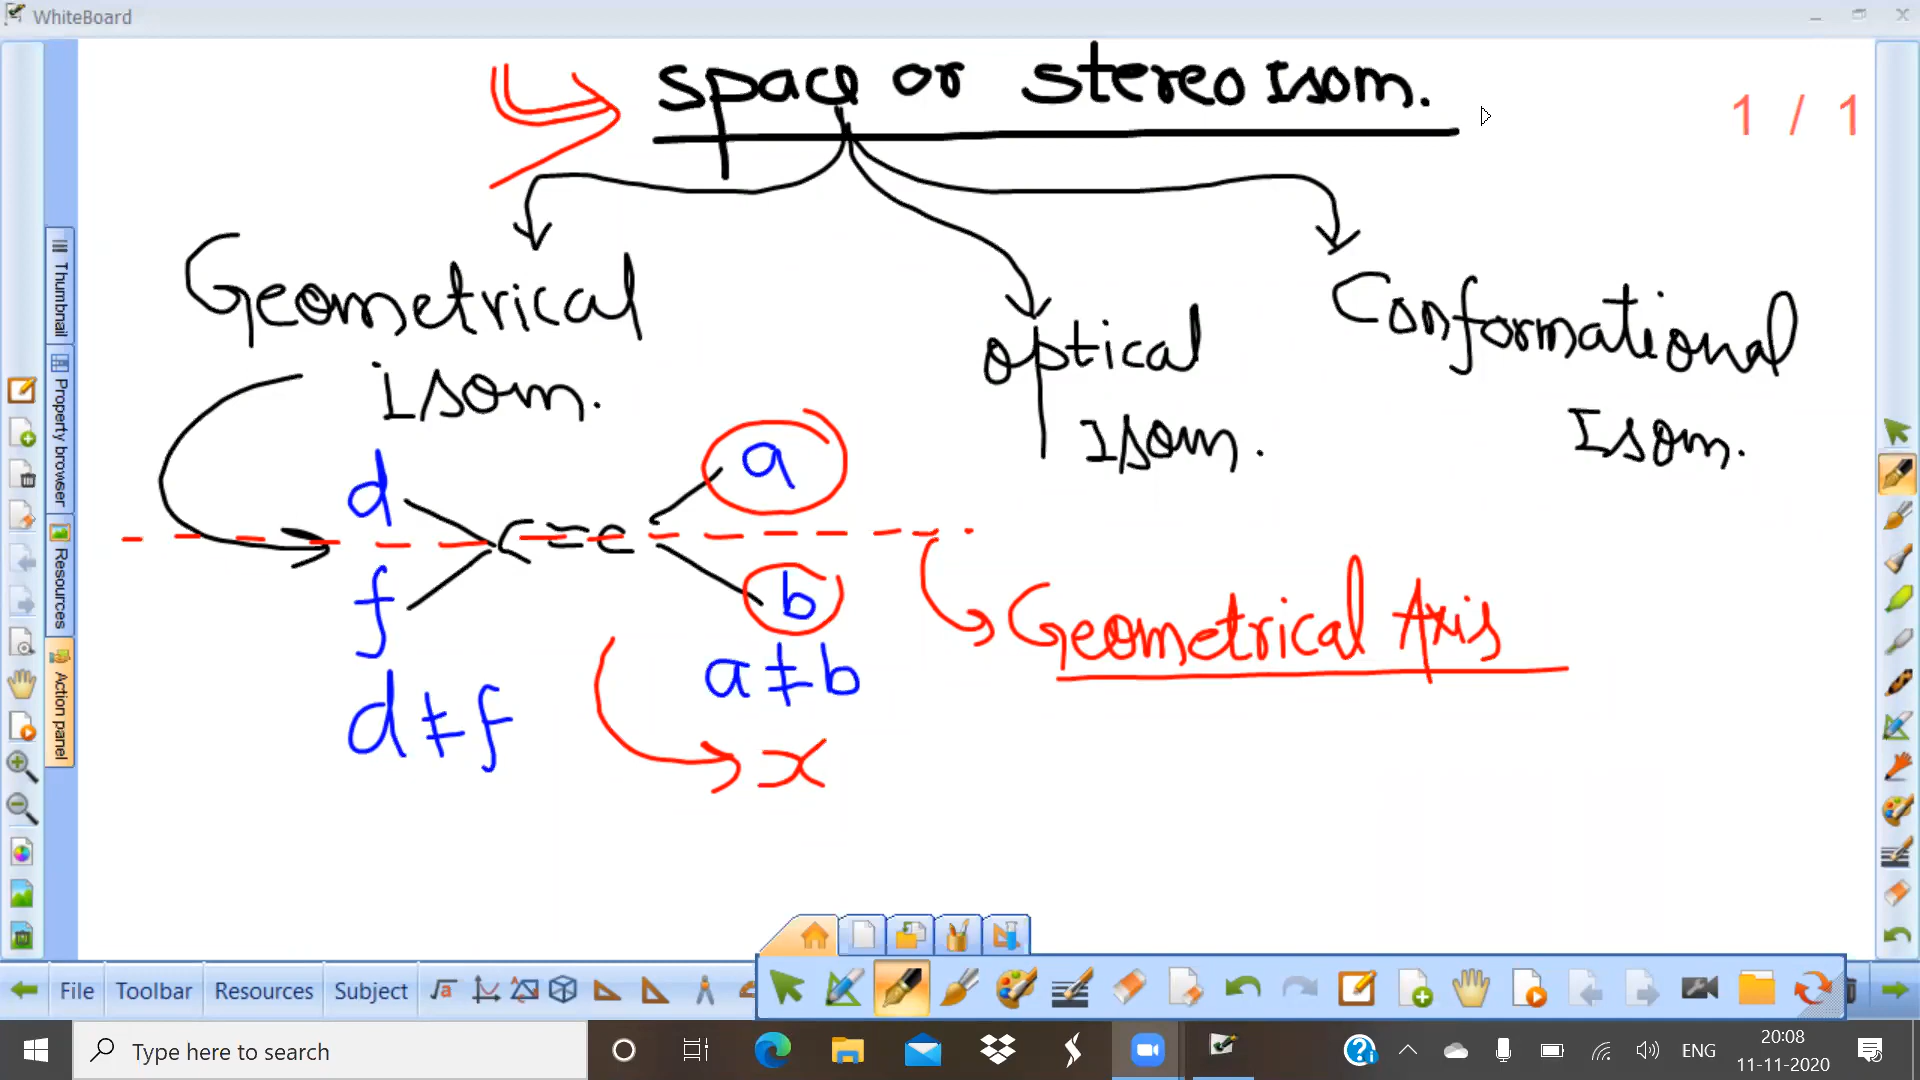 WhiteBoard
space or stereo Isom.
1 / 1
Geometrical
isom.
optical
Isom.
Conformational
Isom.
d
a
C=C
f
b
Geometrical Axis
a ≠ b
d ≠ f
x
Thumbnail
Property browser
Resources
Action panel
File
Toolbar
Resources
Subject
Type here to search
ENG
20:08
11-11-2020